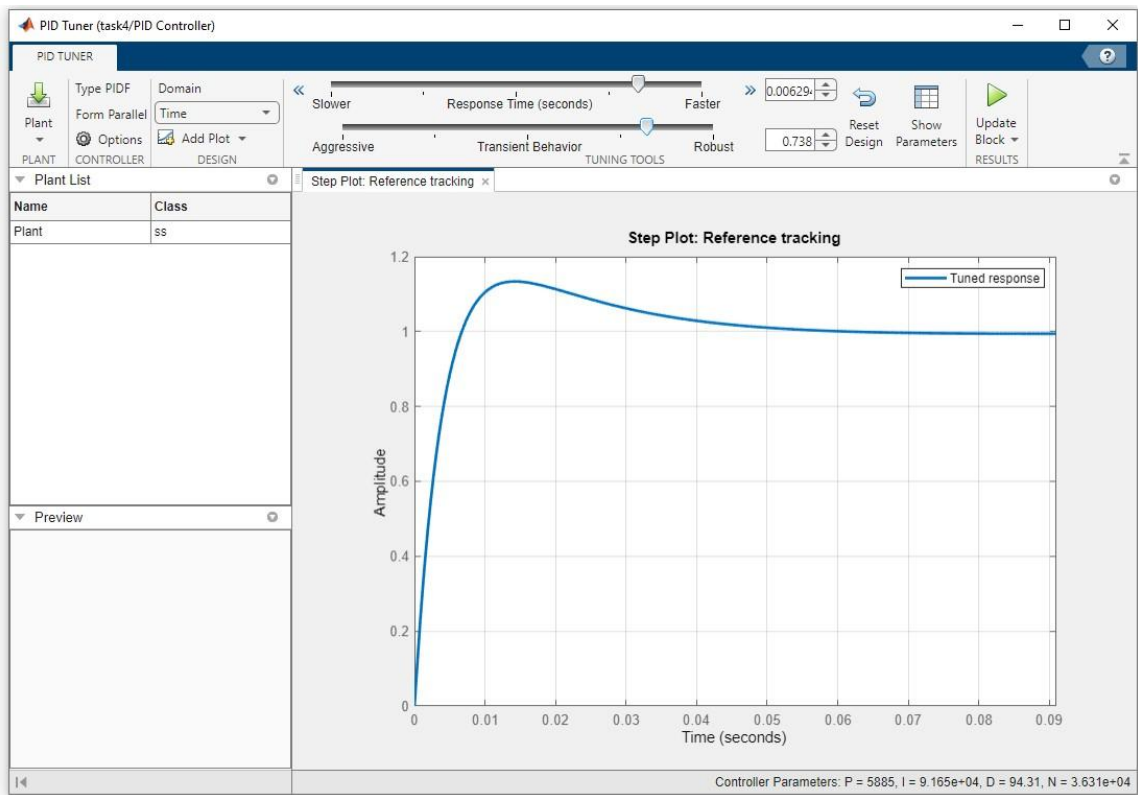 PID Tuner (task4/PID Controller)
PID TUNER
Plant
PLANT
Type PIDF
Form Parallel
Options
CONTROLLER
Domain
Time
Add Plot
DESIGN
Slower Response Time (seconds) Faster
0.00629
Aggressive Transient Behavior Robust
0.738
TUNING TOOLS
Reset
Design
Show
Parameters
Update
Block
RESULTS
Plant List
Name Class
Plant ss
Preview
Step Plot: Reference tracking
Step Plot: Reference tracking
Tuned response
Amplitude
1.2
1
0.8
0.6
0.4
0.2
0
0 0.01 0.02 0.03 0.04 0.05 0.06 0.07 0.08 0.09
Time (seconds)
Controller Parameters: P = 5885, I = 9.165e+04, D = 94.31, N = 3.631e+04